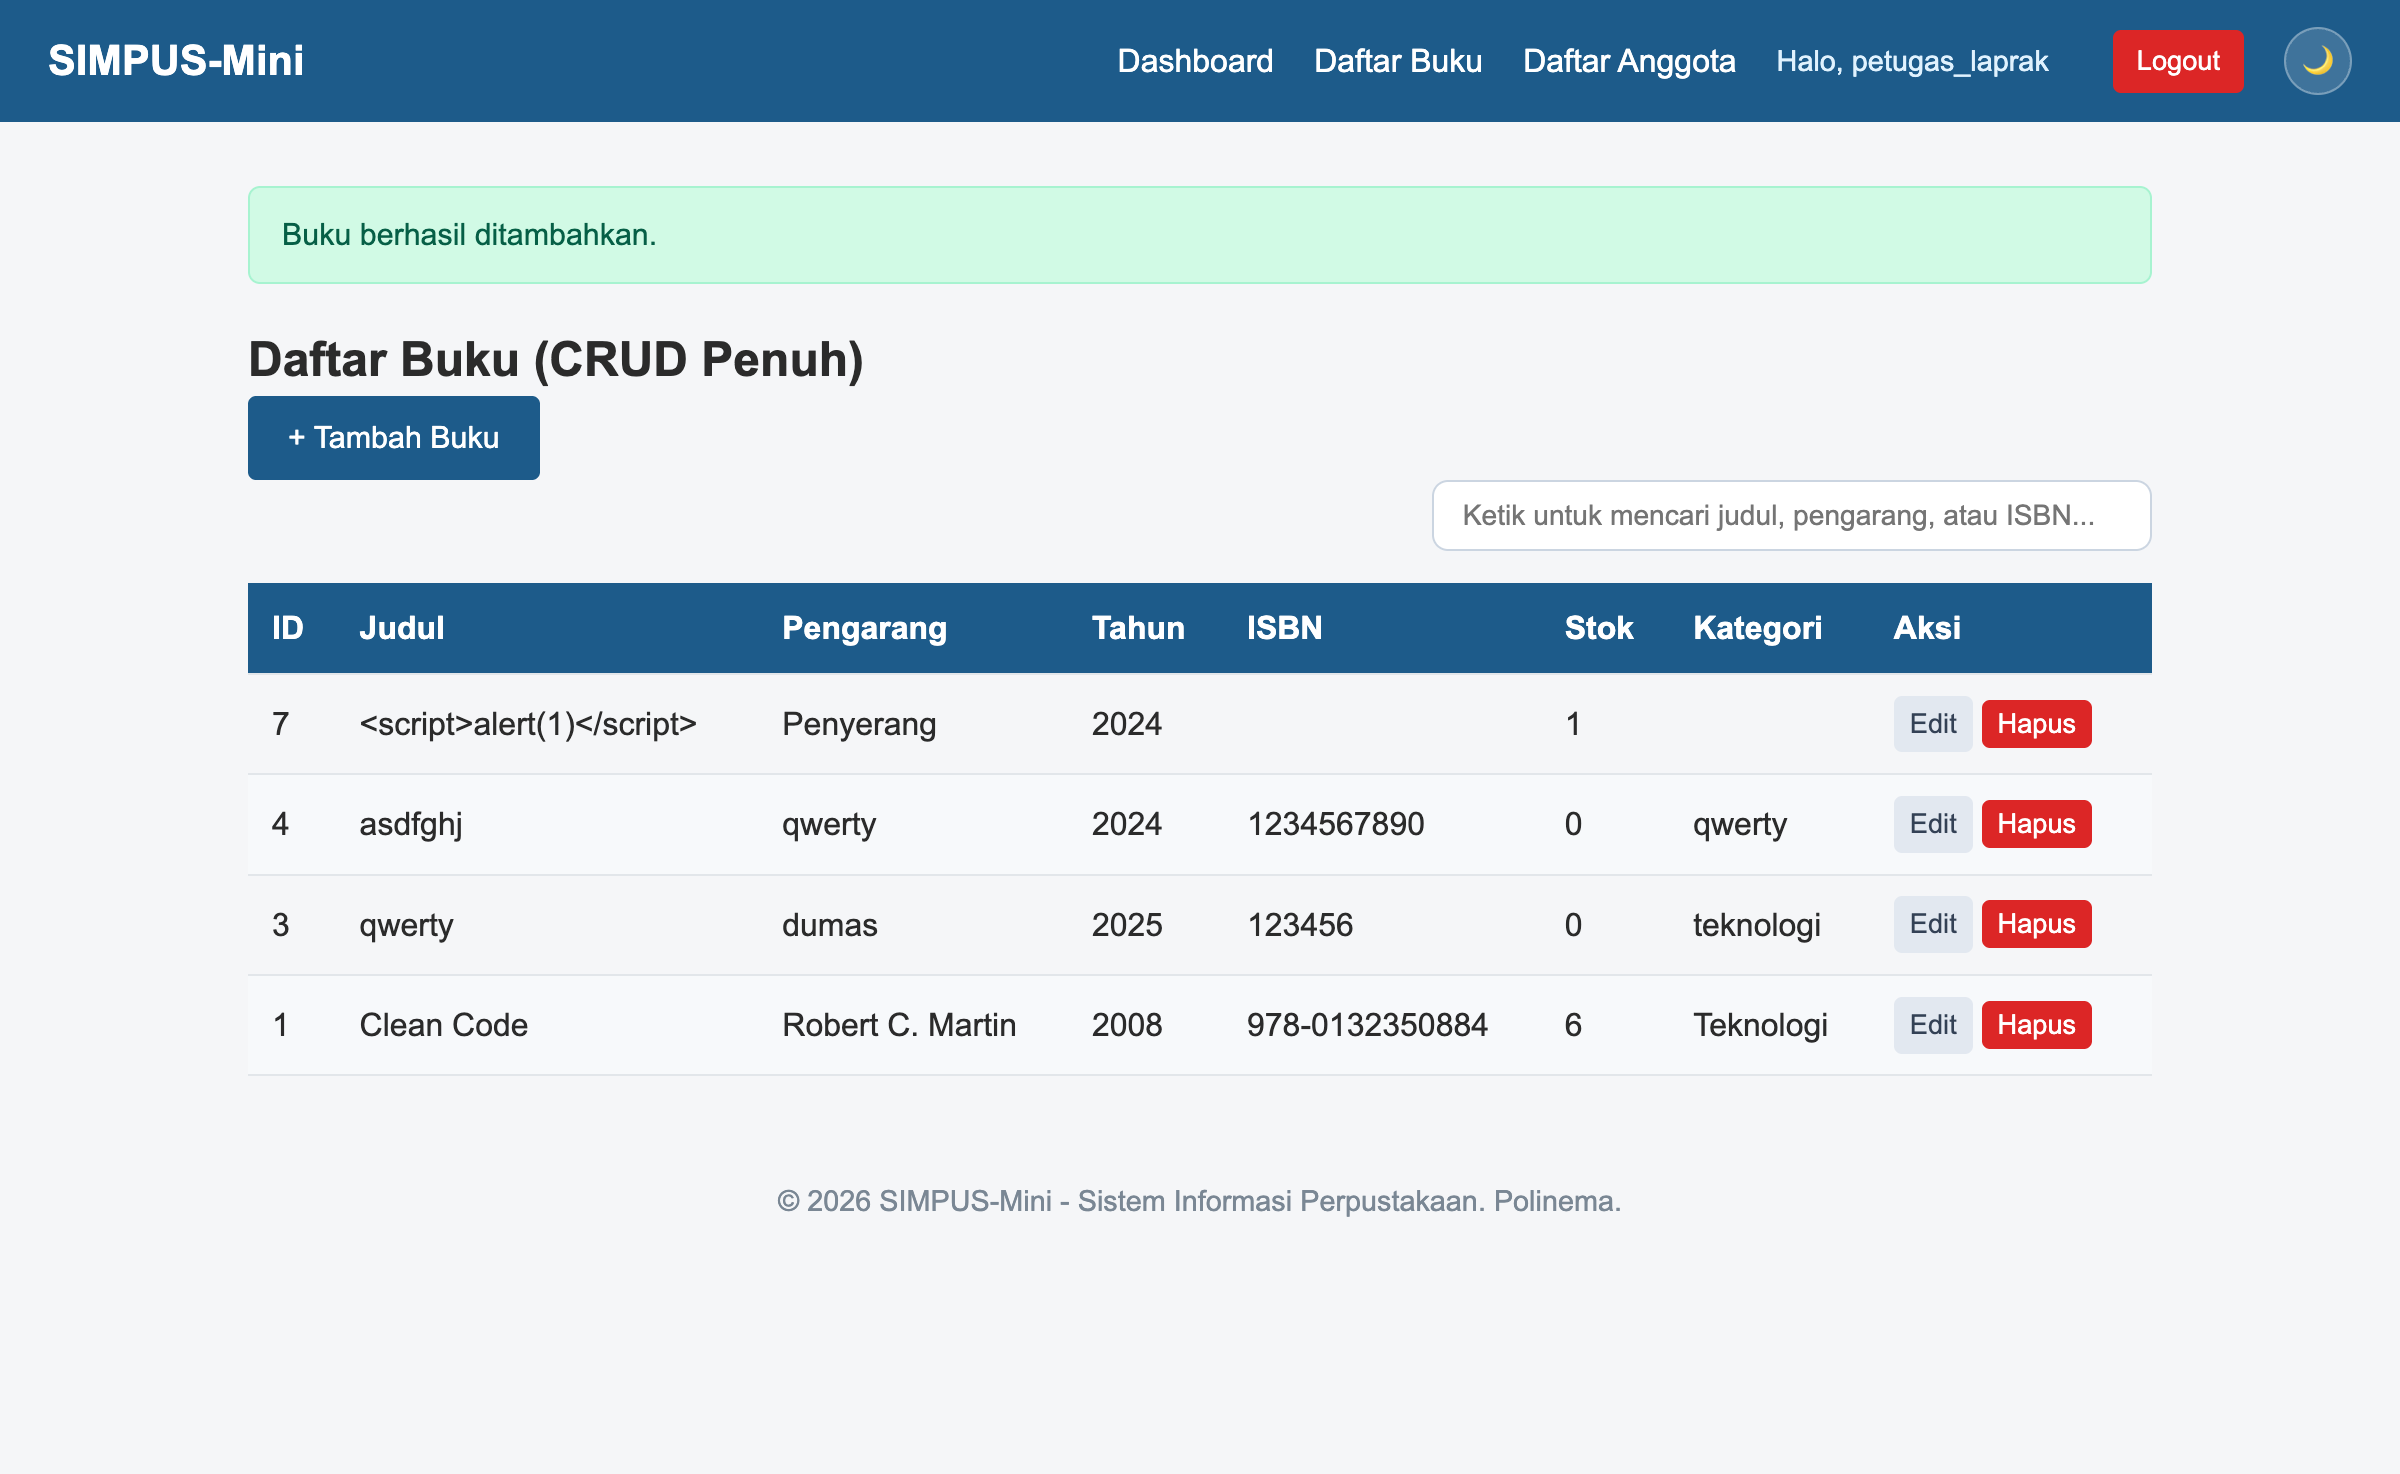 SIMPUS-Mini Dashboard Daftar Buku Daftar Anggota Halo, petugas_laprak Logout
Buku berhasil ditambahkan.
Daftar Buku (CRUD Penuh)
+ Tambah Buku
Ketik untuk mencari judul, pengarang, atau ISBN...
ID Judul Pengarang Tahun ISBN Stok Kategori Aksi
7 <script>alert(1)</script> Penyerang 2024 1 Edit Hapus
4 asdfghj qwerty 2024 1234567890 0 qwerty Edit Hapus
3 qwerty dumas 2025 123456 0 teknologi Edit Hapus
1 Clean Code Robert C. Martin 2008 978-0132350884 6 Teknologi Edit Hapus
© 2026 SIMPUS-Mini - Sistem Informasi Perpustakaan. Polinema.